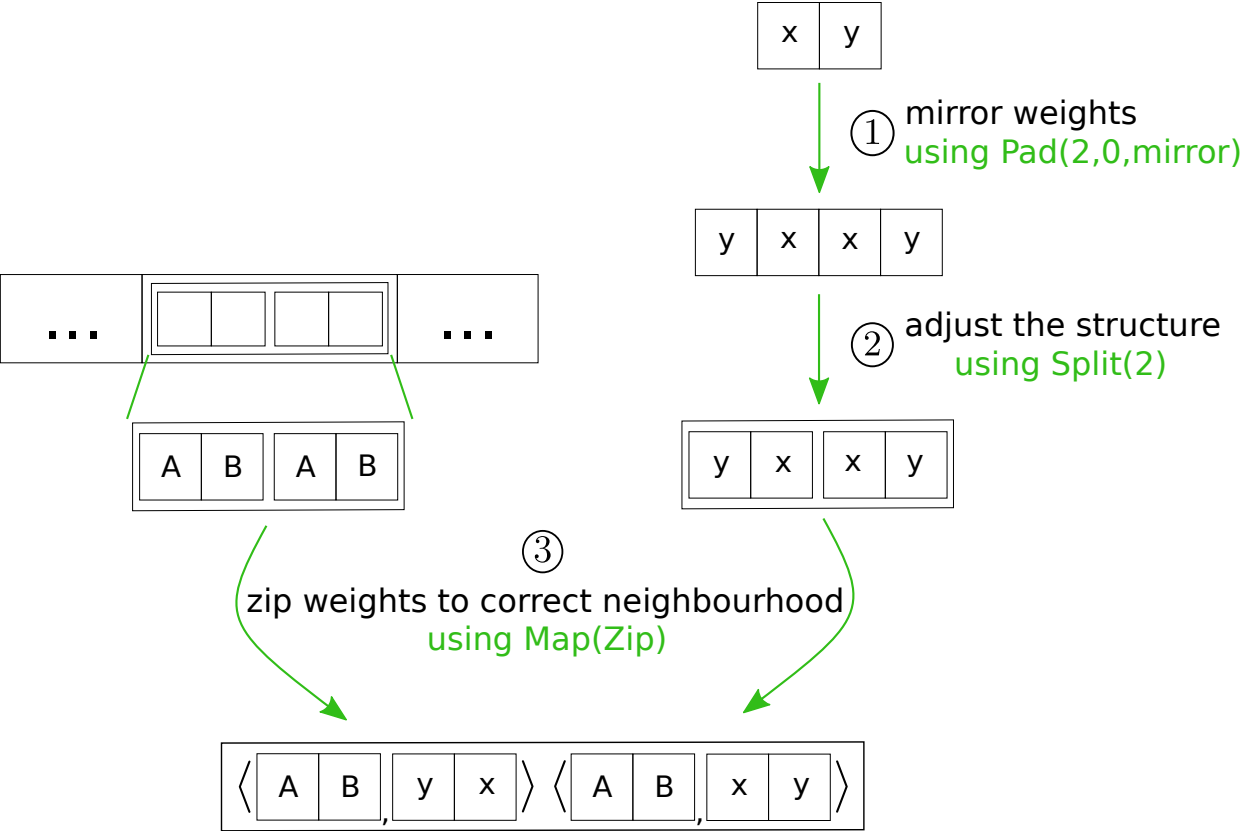 x y
① mirror weights
using Pad(2,0,mirror)
y x x y
... ...
② adjust the structure
using Split(2)
A B A B
y x x y
③
zip weights to correct neighbourhood
using Map(Zip)
⟨ A B , y x ⟩ ⟨ A B , x y ⟩